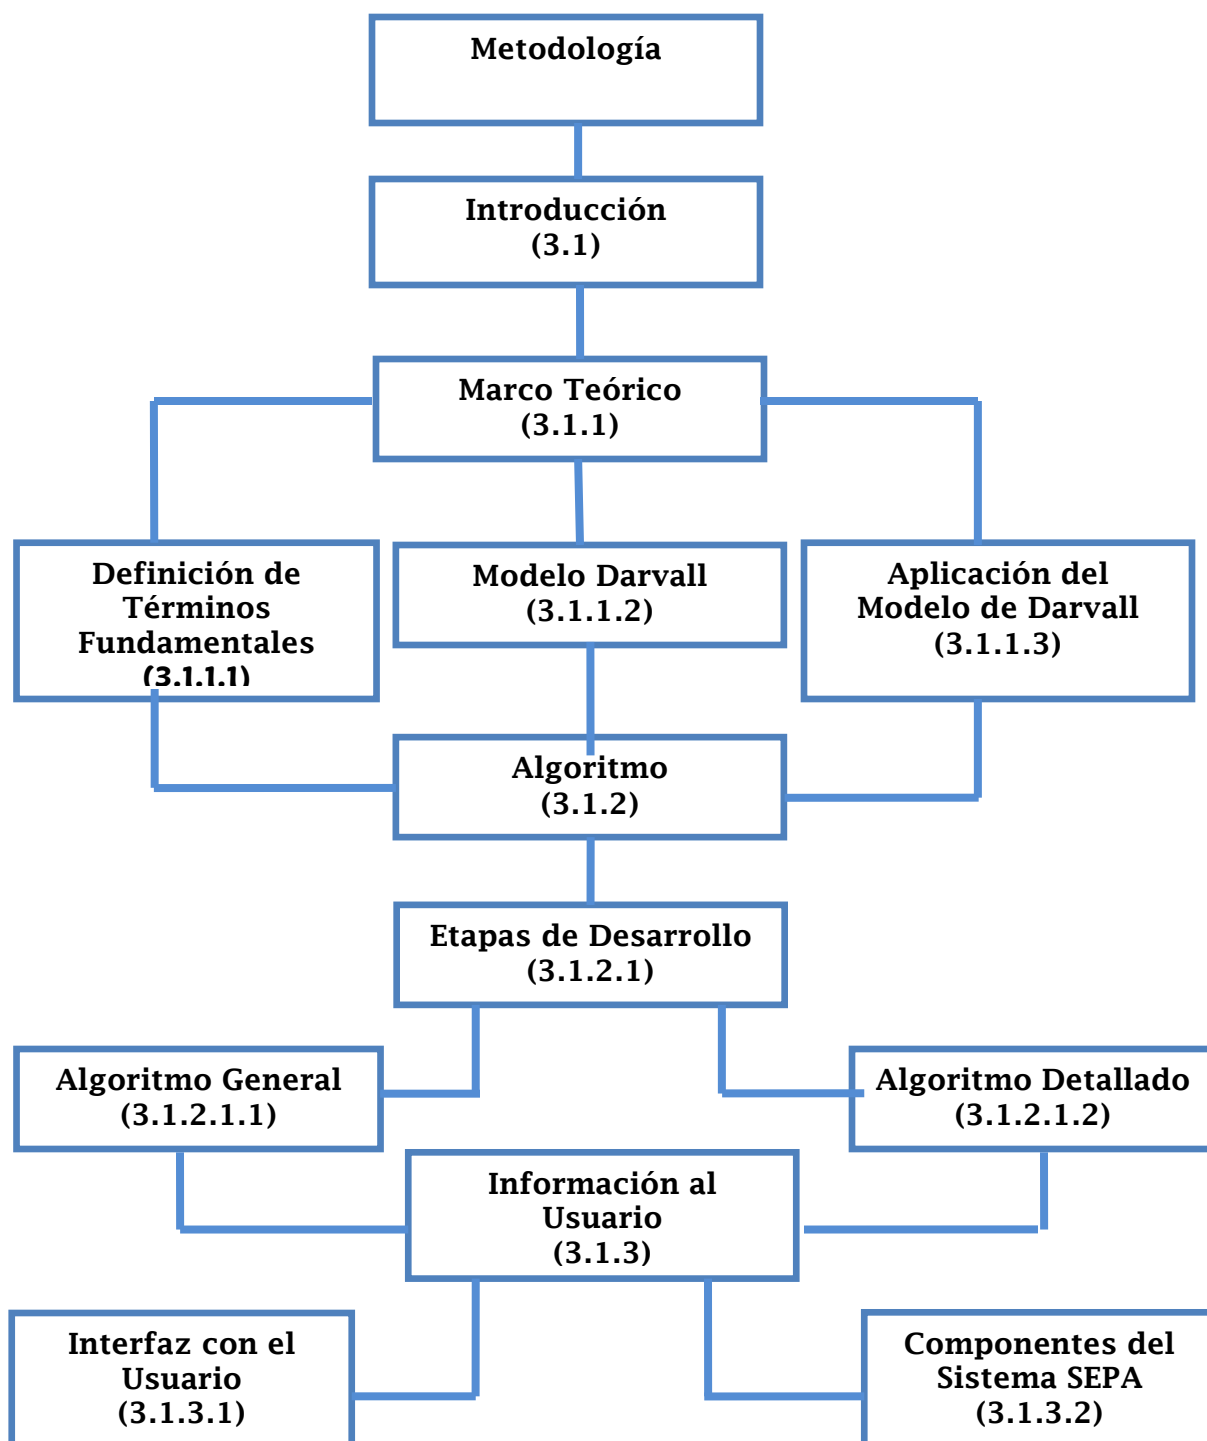 Metodología
Introducción
(3.1)
Marco Teórico
(3.1.1)
Definición de
Términos
Fundamentales
(3.1.1.1)
Modelo Darvall
(3.1.1.2)
Aplicación del
Modelo de Darvall
(3.1.1.3)
Algoritmo
(3.1.2)
Etapas de Desarrollo
(3.1.2.1)
Algoritmo General
(3.1.2.1.1)
Algoritmo Detallado
(3.1.2.1.2)
Información al
Usuario
(3.1.3)
Interfaz con el
Usuario
(3.1.3.1)
Componentes del
Sistema SEPA
(3.1.3.2)